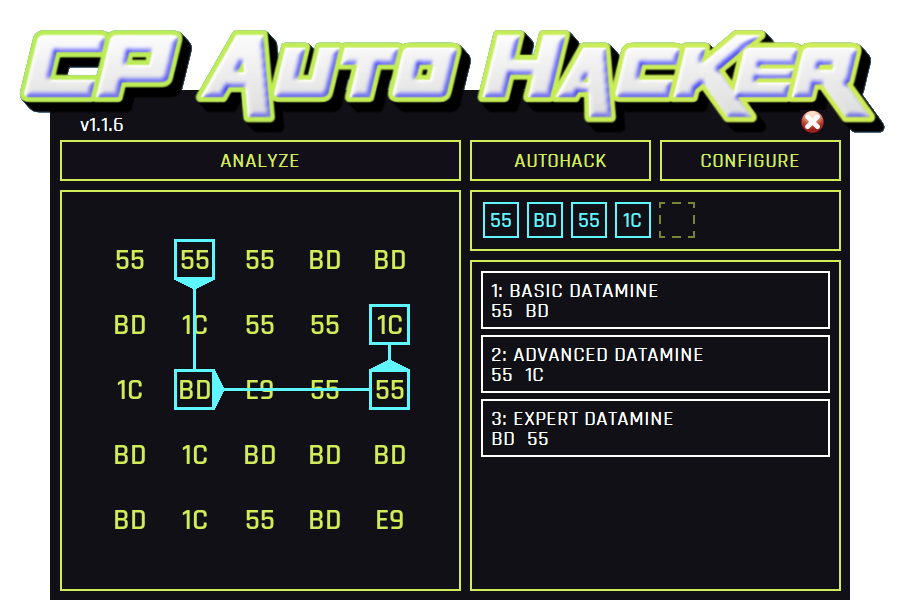 CP Auto Hacker
v1.1.6
ANALYZE
AUTOHACK
CONFIGURE
55 BD 55 1C
55 55 55 BD BD
BD 1C 55 55 1C
1C BD E9 55 55
BD 1C BD BD BD
BD 1C 55 BD E9
1: BASIC DATAMINE
55 BD
2: ADVANCED DATAMINE
55 1C
3: EXPERT DATAMINE
BD 55